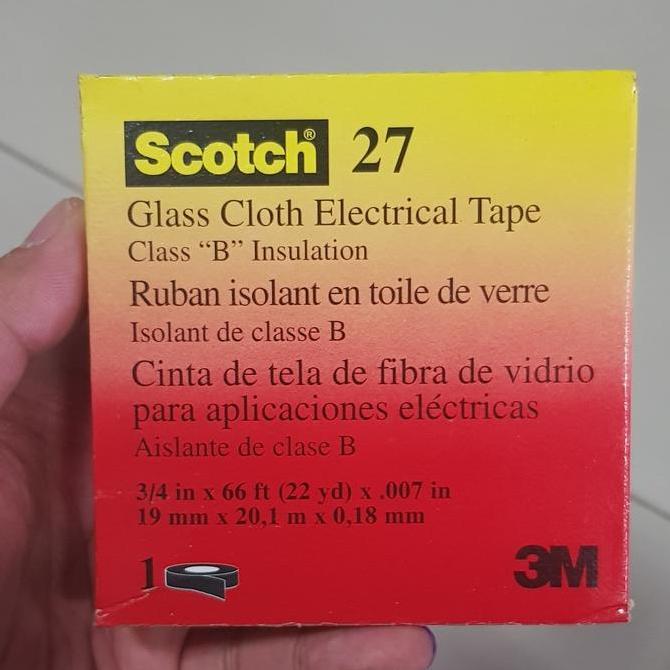 Scotch® 27
Glass Cloth Electrical Tape
Class “B” Insulation
Ruban isolant en toile de verre
Isolant de classe B
Cinta de tela de fibra de vidrio
para aplicaciones eléctricas
Aislante de clase B
3/4 in x 66 ft (22 yd) x .007 in
19 mm x 20,1 m x 0,18 mm
1
3M